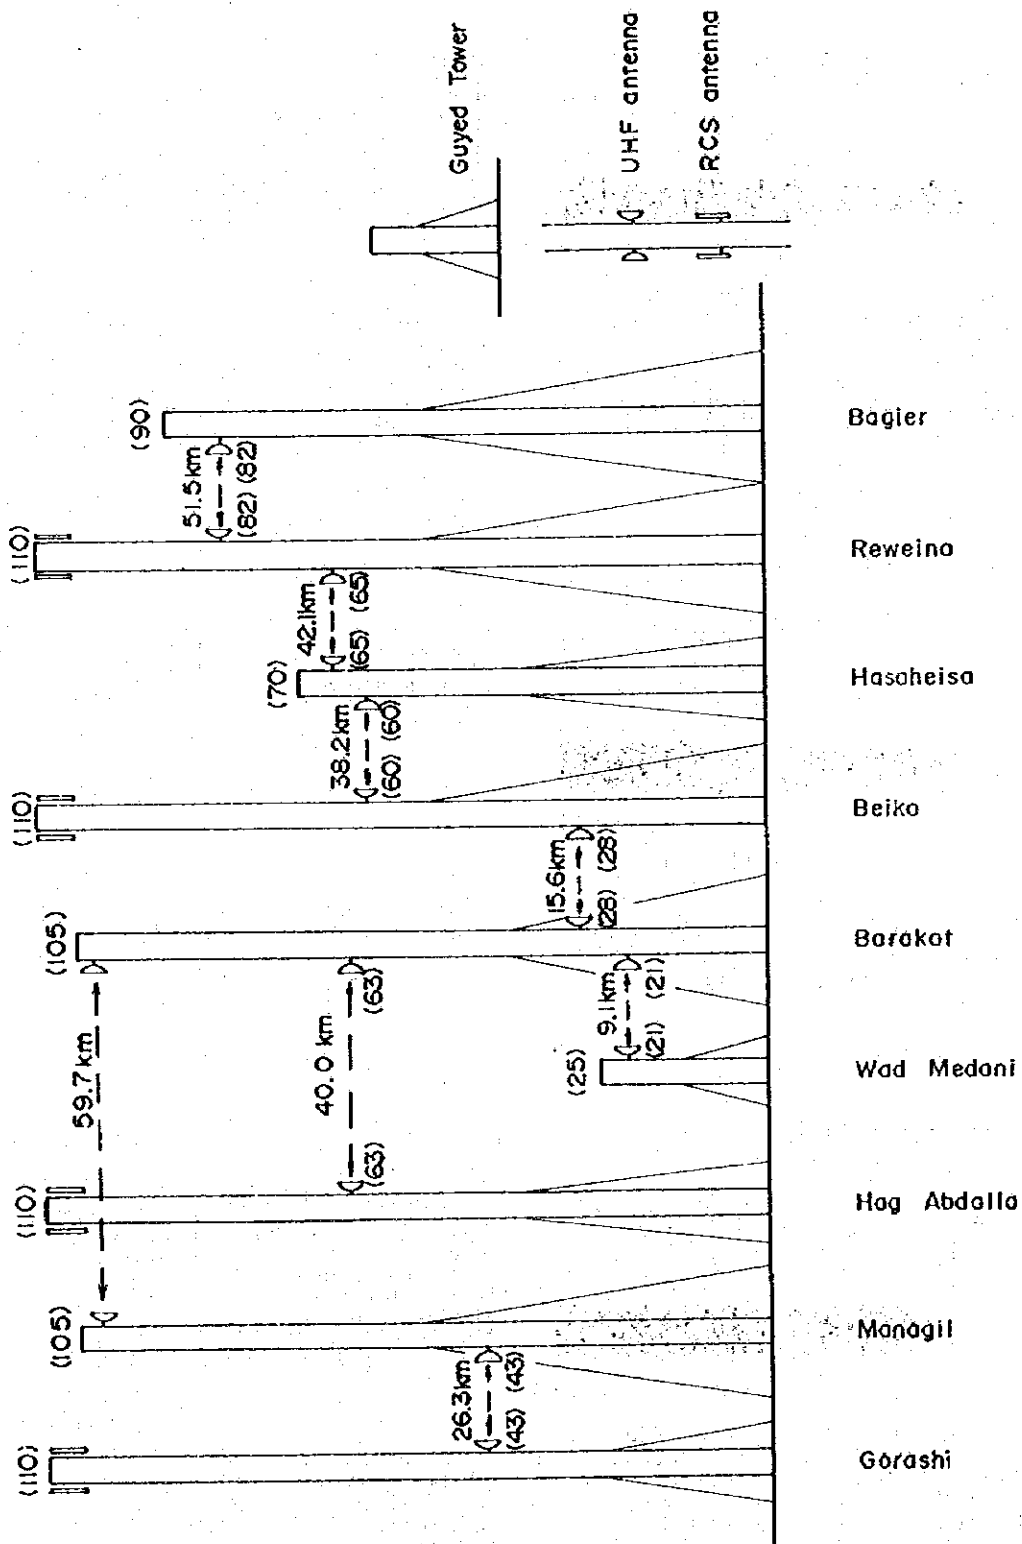 Guyed Tower
UHF antenna
RCS antenna
(110)
(105)
(110)
(25)
(105)
(110)
(70)
(110)
(90)
26.3km
(43) (43)
59.7km
40.0 km
(63)
(63)
9.1km
(21) (21)
15.6km
(28) (28)
38.2km
(60) (60)
42.1km
(65) (65)
51.5km
(82) (82)
Gorashi
Managil
Hag Abdalla
Wad Medani
Barakat
Beika
Hasaheisa
Reweina
Bagier